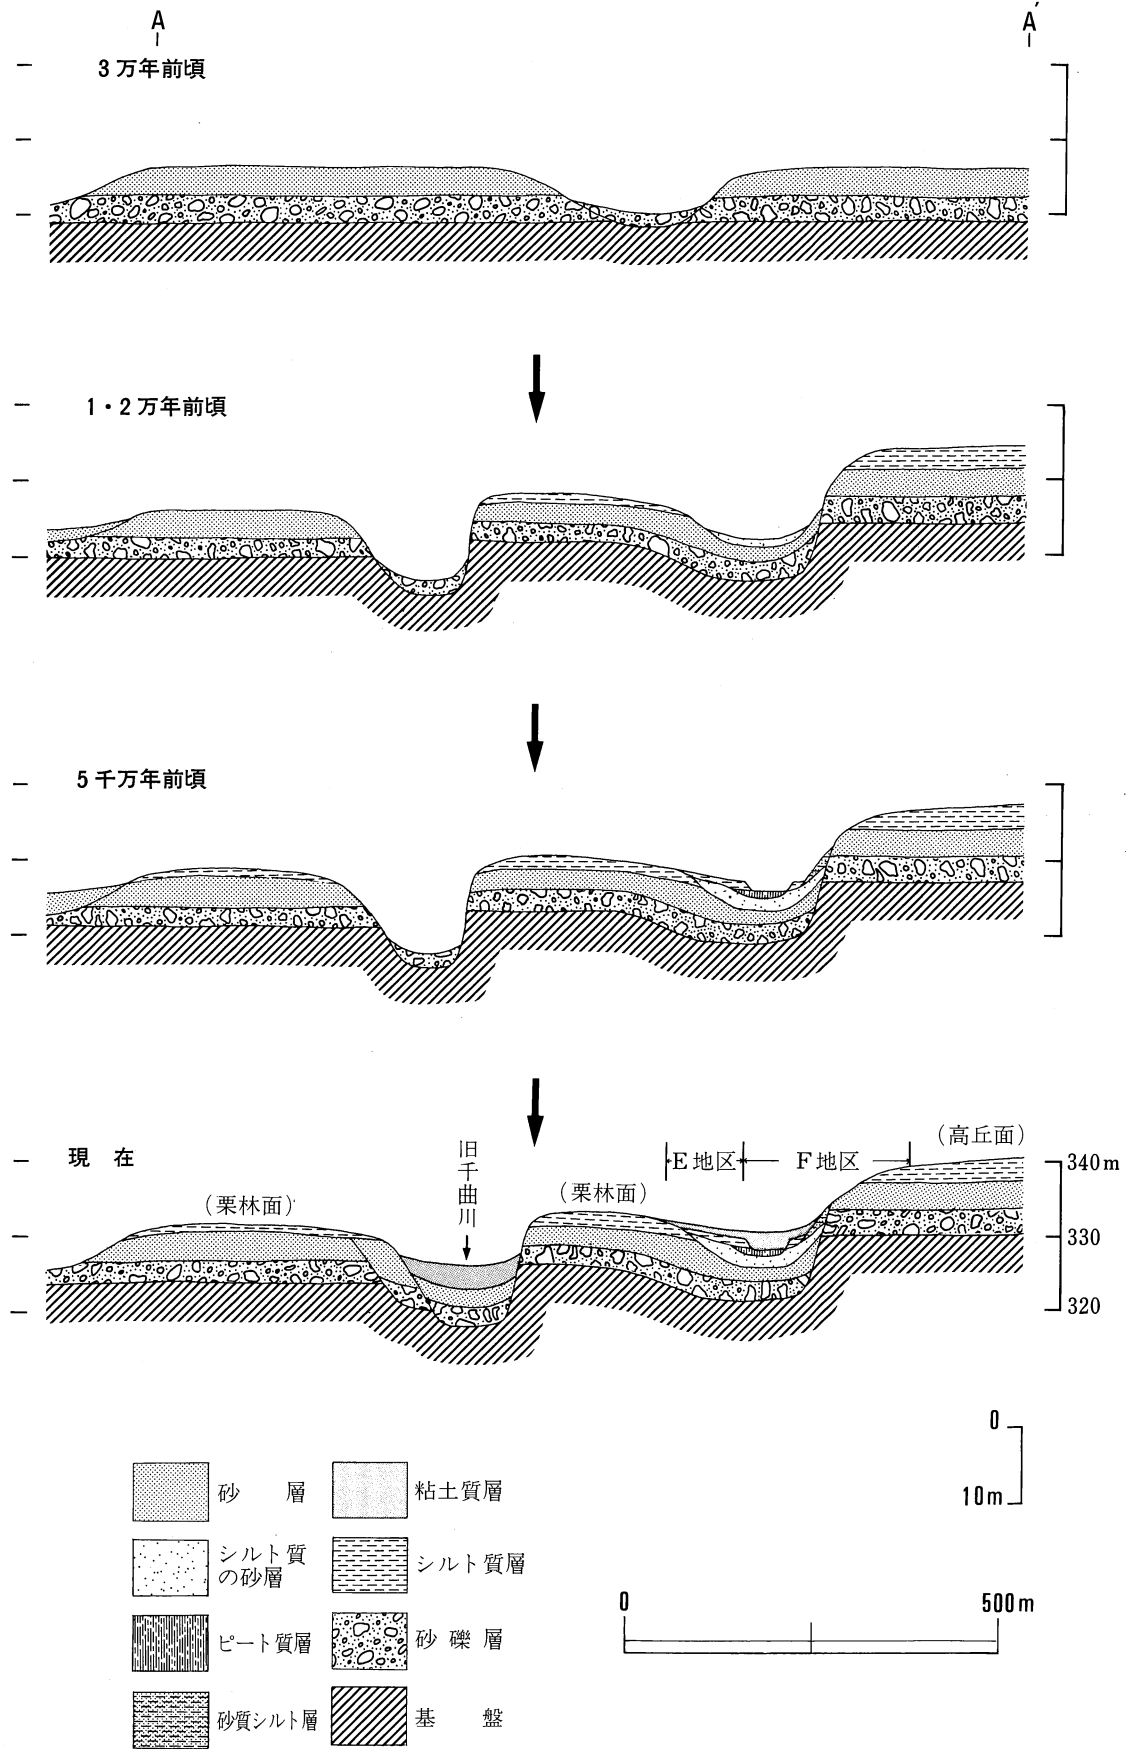 A A′
3万年前頃
1・2万年前頃
5千万年前頃
現在
旧千曲川
(栗林面)
(栗林面)
E地区 F地区
(高丘面)
340m
330
320
0
10m
砂層
粘土質層
シルト質の砂層
シルト質層
ピート質層
砂礫層
砂質シルト層
基盤
0 500m